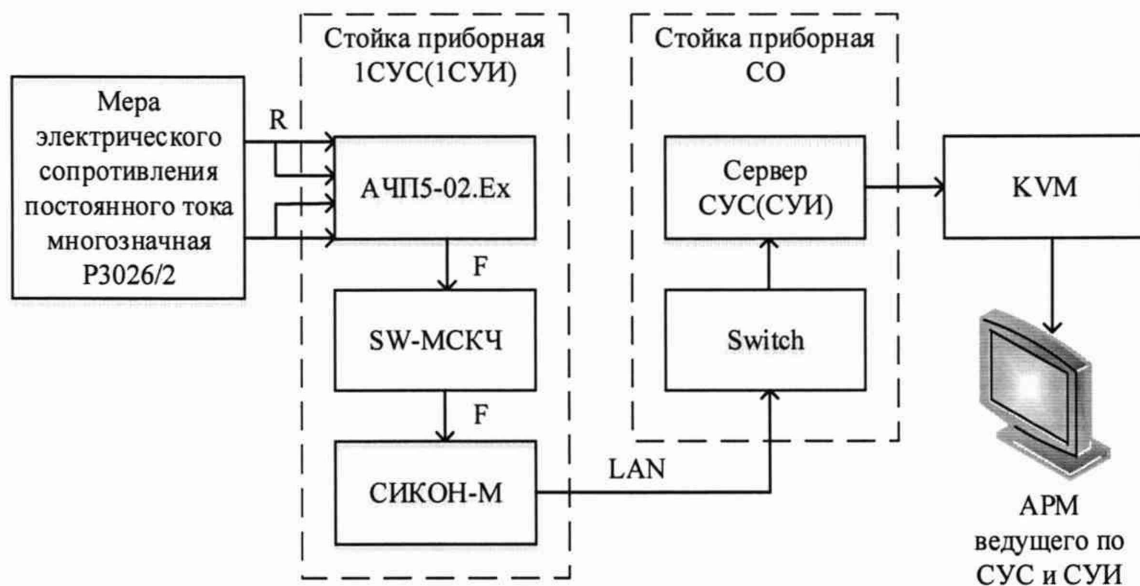 Мера
электрического
сопротивления
постоянного тока
многозначная
Р3026/2
R
Стойка приборная
1СУС(1СУИ)
АЧП5-02.Ex
F
SW-МСКЧ
F
СИКОН-М
LAN
Стойка приборная
СО
Сервер
СУС(СУИ)
Switch
KVM
АРМ
ведущего по
СУС и СУИ